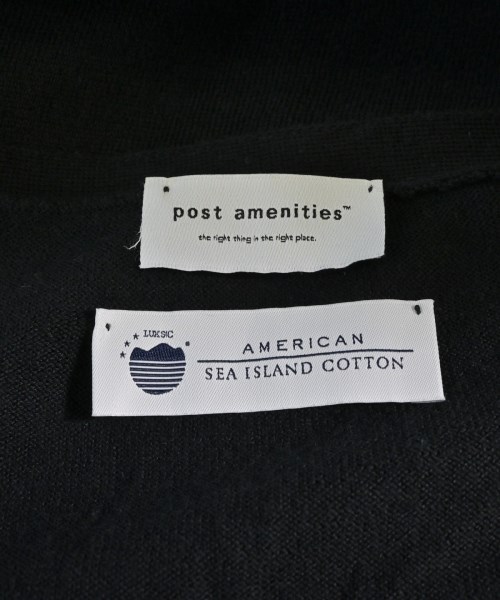 post amenities™
the right thing in the right place.
LUXSIC
AMERICAN
SEA ISLAND COTTON